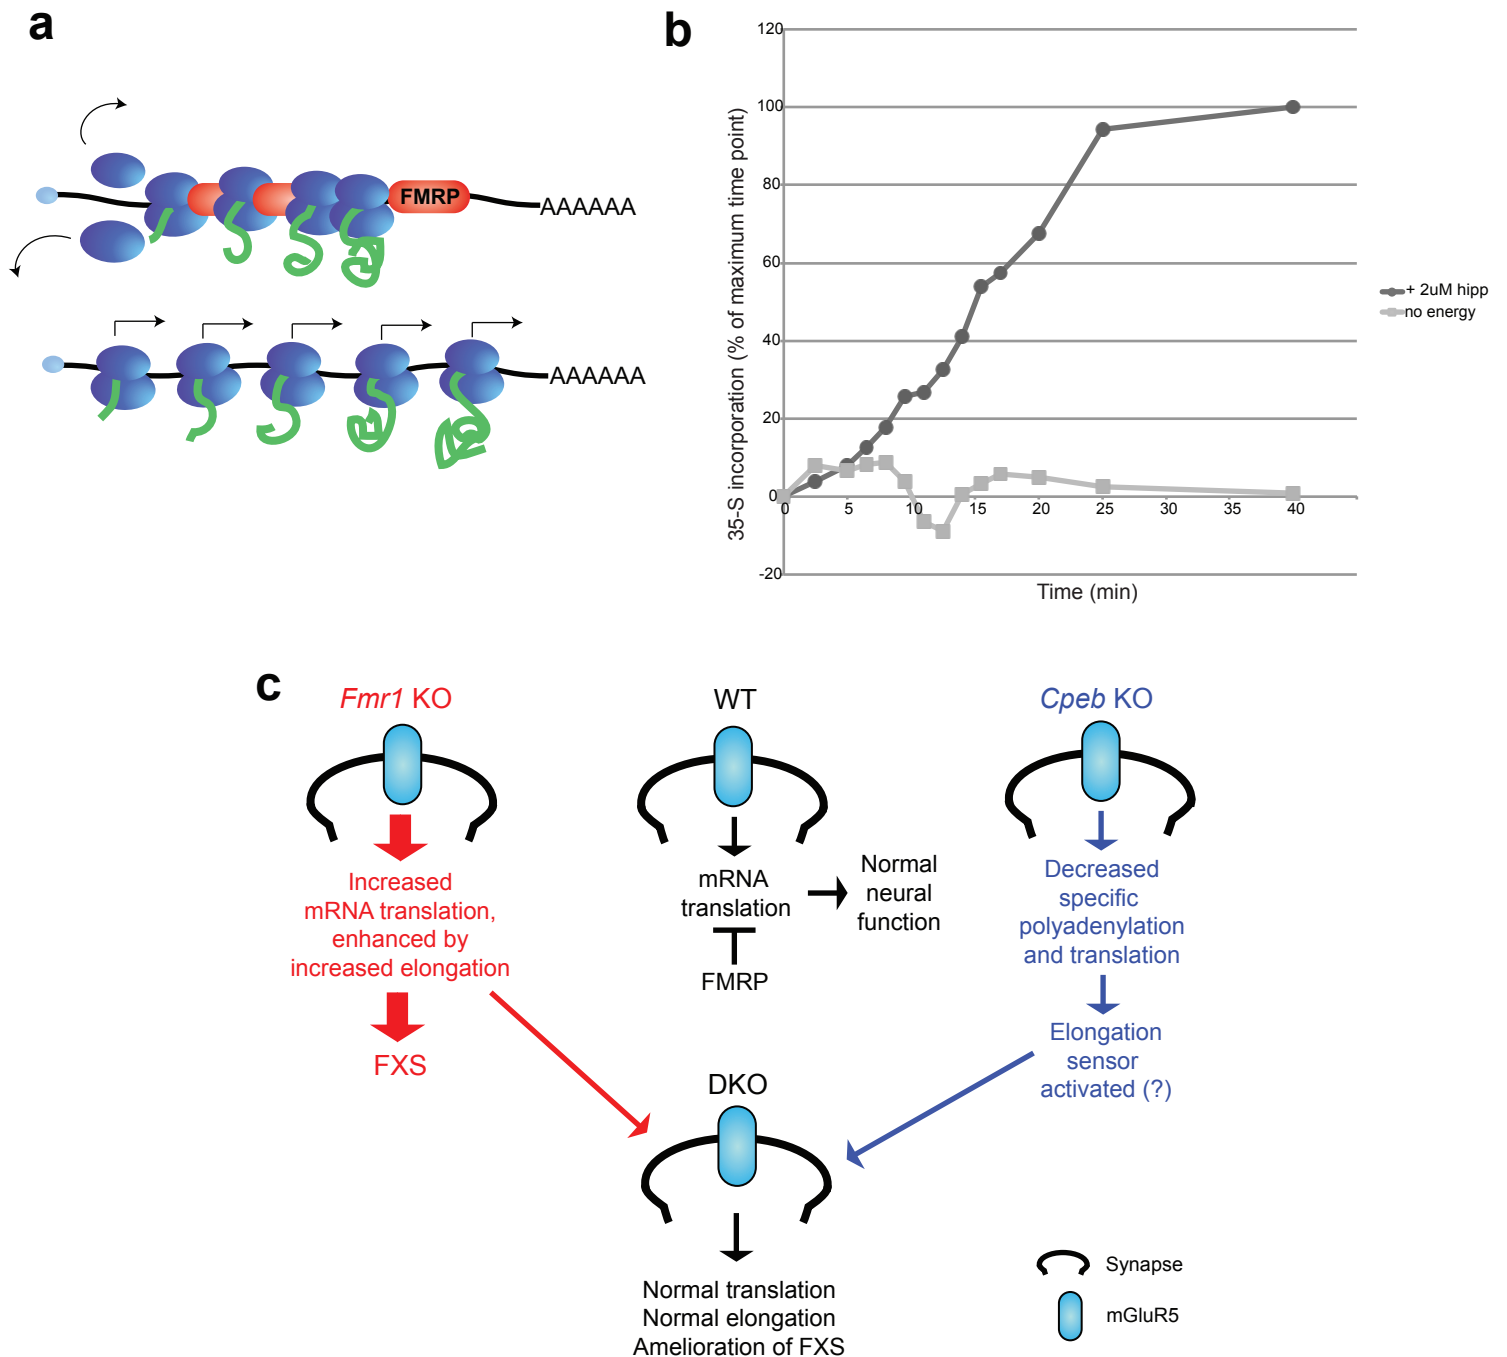 a
FMRP
AAAAAA
AAAAAA
b
35-S incorporation (% of maximum time point)
120
100
80
60
40
20
0
-20
0 5 10 15 20 25 30 35 40
Time (min)
+ 2uM hipp
no energy
c
Fmr1 KO
Increased
mRNA translation,
enhanced by
increased elongation
FXS
WT
mRNA
translation
FMRP
Normal
neural
function
Cpeb KO
Decreased
specific
polyadenylation
and translation
Elongation
sensor
activated (?)
DKO
Normal translation
Normal elongation
Amelioration of FXS
Synapse
mGluR5